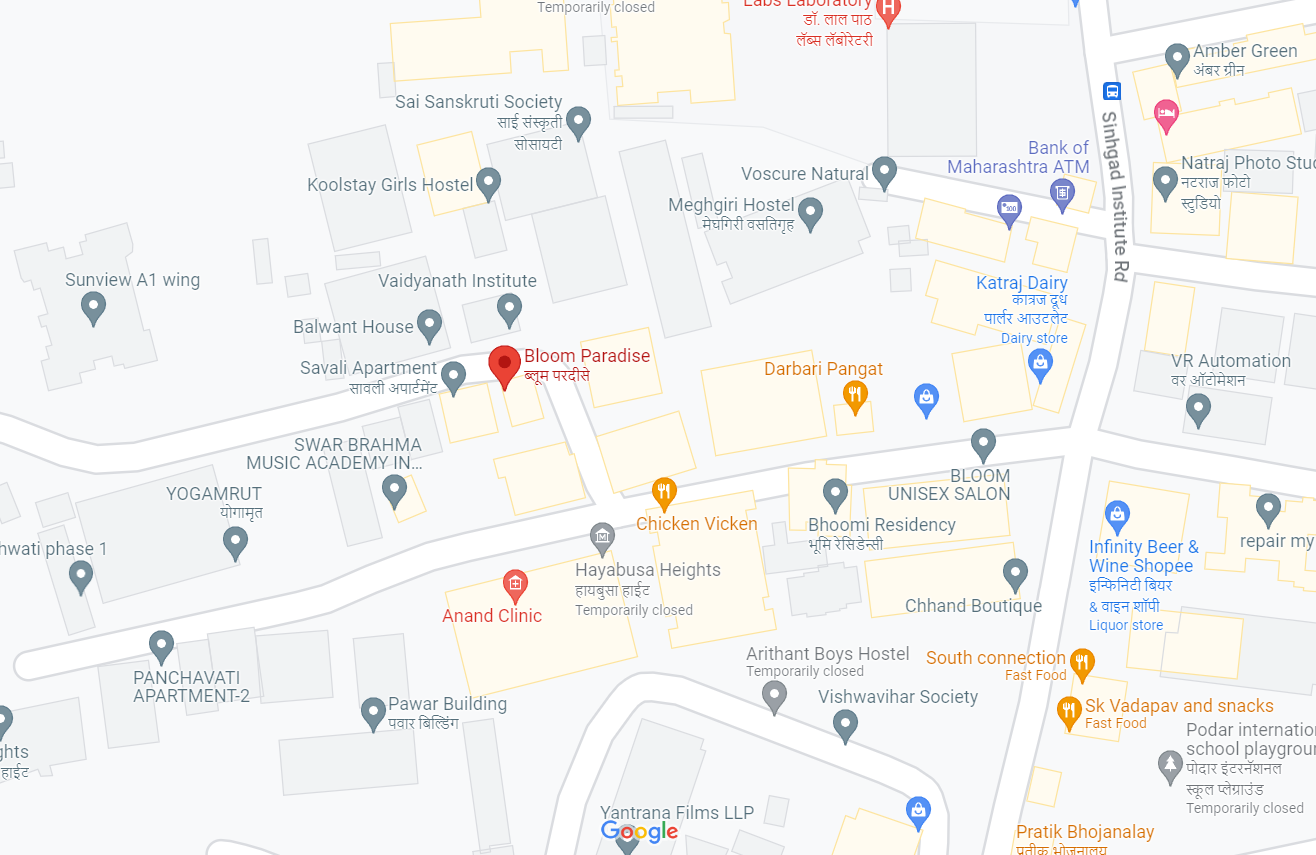 Temporarily closed
Labs Laboratory
डॉ. लाल पाठ
लॅब्स लॅबोरेटरी
Amber Green
अंबर ग्रीन
Sai Sanskruti Society
साई संस्कृती
सोसायटी
Sinhgad Institute Rd
Bank of
Maharashtra ATM
Natraj Photo Stu
नटराज फोटो
स्टुडियो
Voscure Natural
Koolstay Girls Hostel
Meghgiri Hostel
मेघगिरी वसतिगृह
Sunview A1 wing
Vaidyanath Institute
Katraj Dairy
कात्रज दूध
पार्लर आउटलैट
Dairy store
Balwant House
Bloom Paradise
ब्लूम परदीसे
Savali Apartment
सावली अपार्टमेंट
Darbari Pangat
VR Automation
वर ऑटोमेशन
SWAR BRAHMA
MUSIC ACADEMY IN...
BLOOM
UNISEX SALON
YOGAMRUT
योगामृत
Chicken Vicken
Bhoomi Residency
भूमि रेसिडेन्सी
repair my
hwati phase 1
Infinity Beer &
Wine Shopee
इन्फिनिटी बियर
& वाइन शॉपी
Liquor store
Hayabusa Heights
हायबुसा हाईट
Temporarily closed
Anand Clinic
Chhand Boutique
Arithant Boys Hostel
Temporarily closed
South connection
Fast Food
PANCHAVATI
APARTMENT-2
Vishwavihar Society
Pawar Building
पवार बिल्डिंग
Sk Vadapav and snacks
Fast Food
Podar internatio
school playgrou
पोदार इंटरनॅशनल
स्कूल प्लेग्राउंड
Temporarily closed
ghts
हाईट
Yantrana Films LLP
Google
Pratik Bhojanalay
प्रतीक भोजनालय